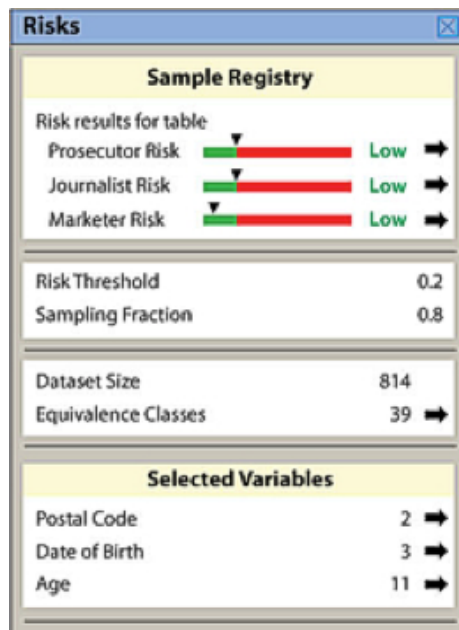 Risks
Sample Registry
Risk results for table
Prosecutor Risk Low
Journalist Risk Low
Marketer Risk Low
Risk Threshold 0.2
Sampling Fraction 0.8
Dataset Size 814
Equivalence Classes 39
Selected Variables
Postal Code 2
Date of Birth 3
Age 11